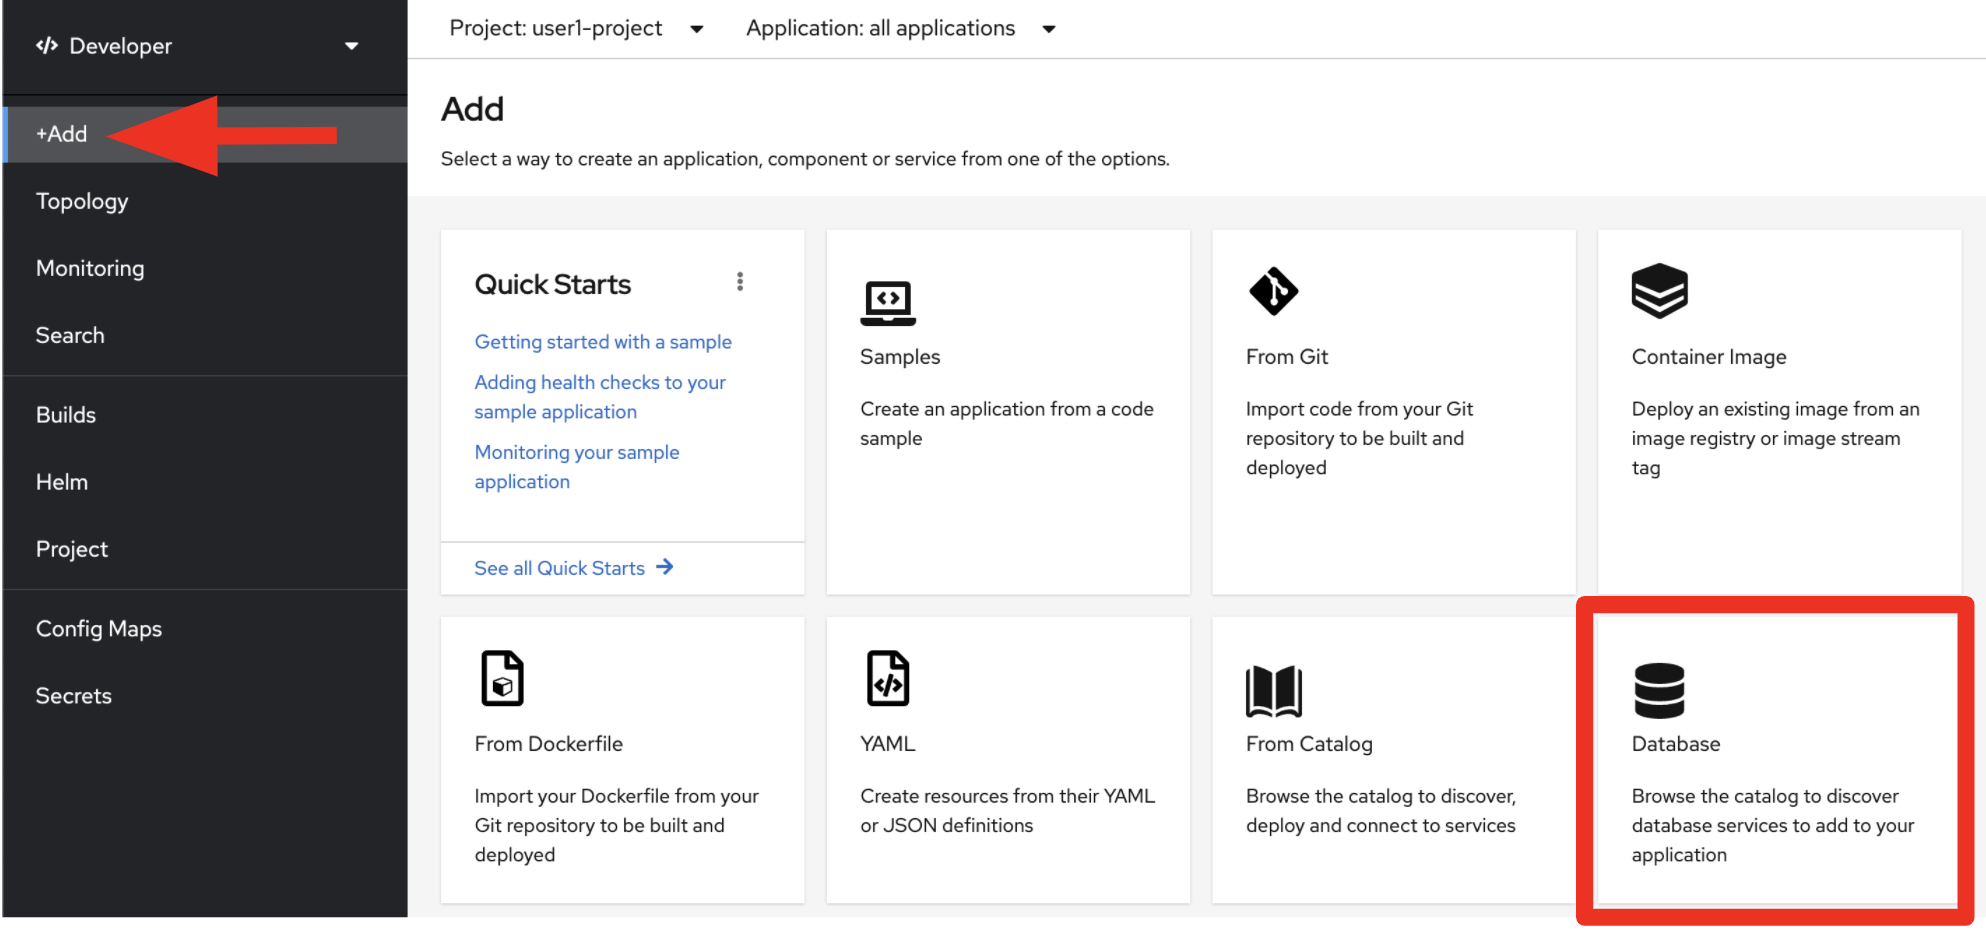 </> Developer
+Add
Topology
Monitoring
Search
Builds
Helm
Project
Config Maps
Secrets
Project: user1-project
Application: all applications
Add
Select a way to create an application, component or service from one of the options.
Quick Starts
Getting started with a sample
Adding health checks to your
sample application
Monitoring your sample
application
See all Quick Starts →
Samples
Create an application from a code
sample
From Git
Import code from your Git
repository to be built and
deployed
Container Image
Deploy an existing image from an
image registry or image stream
tag
From Dockerfile
Import your Dockerfile from your
Git repository to be built and
deployed
YAML
Create resources from their YAML
or JSON definitions
From Catalog
Browse the catalog to discover,
deploy and connect to services
Database
Browse the catalog to discover
database services to add to your
application